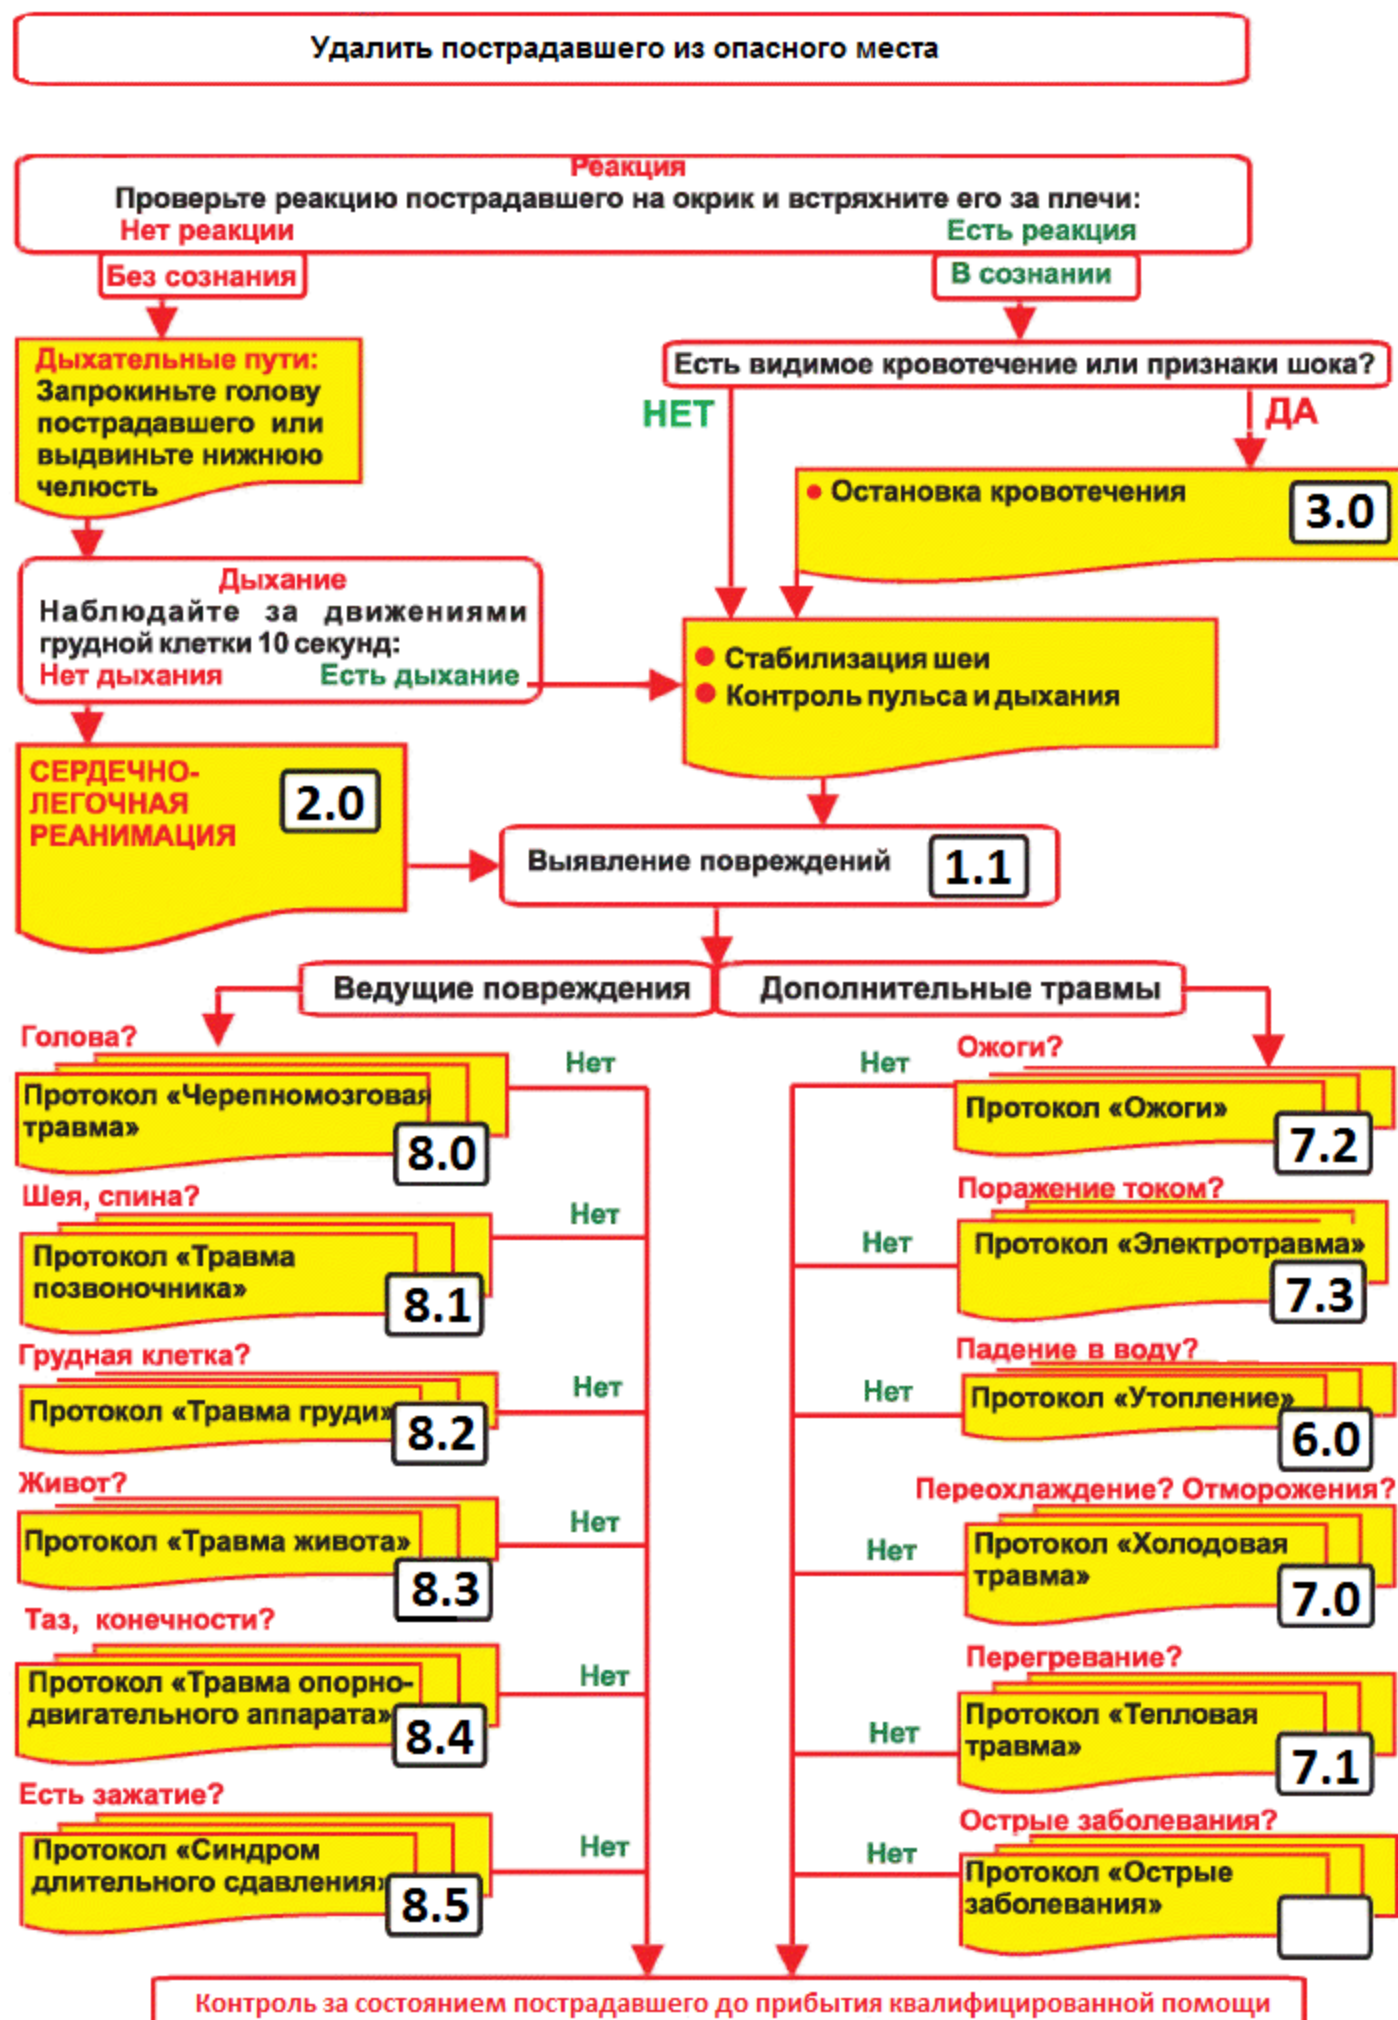 Удалить пострадавшего из опасного места
Реакция
Проверьте реакцию пострадавшего на окрик и встряхните его за плечи:
Нет реакции
Есть реакция
Без сознания
В сознании
Дыхательные пути:
Запрокиньте голову
пострадавшего или
выдвиньте нижнюю
челюсть
Есть видимое кровотечение или признаки шока?
НЕТ
ДА
Остановка кровотечения
3.0
Дыхание
Наблюдайте за движениями
грудной клетки 10 секунд:
Нет дыхания
Есть дыхание
Стабилизация шеи
Контроль пульса и дыхания
СЕРДЕЧНО-
ЛЕГОЧНАЯ
РЕАНИМАЦИЯ
2.0
Выявление повреждений
1.1
Ведущие повреждения
Дополнительные травмы
Голова?
Протокол «Черепномозговая
травма»
8.0
Нет
Шея, спина?
Протокол «Травма
позвоночника»
8.1
Нет
Грудная клетка?
Протокол «Травма груди»
8.2
Нет
Живот?
Протокол «Травма живота»
8.3
Нет
Таз, конечности?
Протокол «Травма опорно-
двигательного аппарата»
8.4
Нет
Есть зажатие?
Протокол «Синдром
длительного сдавления»
8.5
Нет
Ожоги?
Нет
Протокол «Ожоги»
7.2
Поражение током?
Нет
Протокол «Электротравма»
7.3
Падение в воду?
Нет
Протокол «Утопление»
6.0
Переохлаждение? Отморожения?
Нет
Протокол «Холодовая
травма»
7.0
Перегревание?
Нет
Протокол «Тепловая
травма»
7.1
Острые заболевания?
Нет
Протокол «Острые
заболевания»
Контроль за состоянием пострадавшего до прибытия квалифицированной помощи